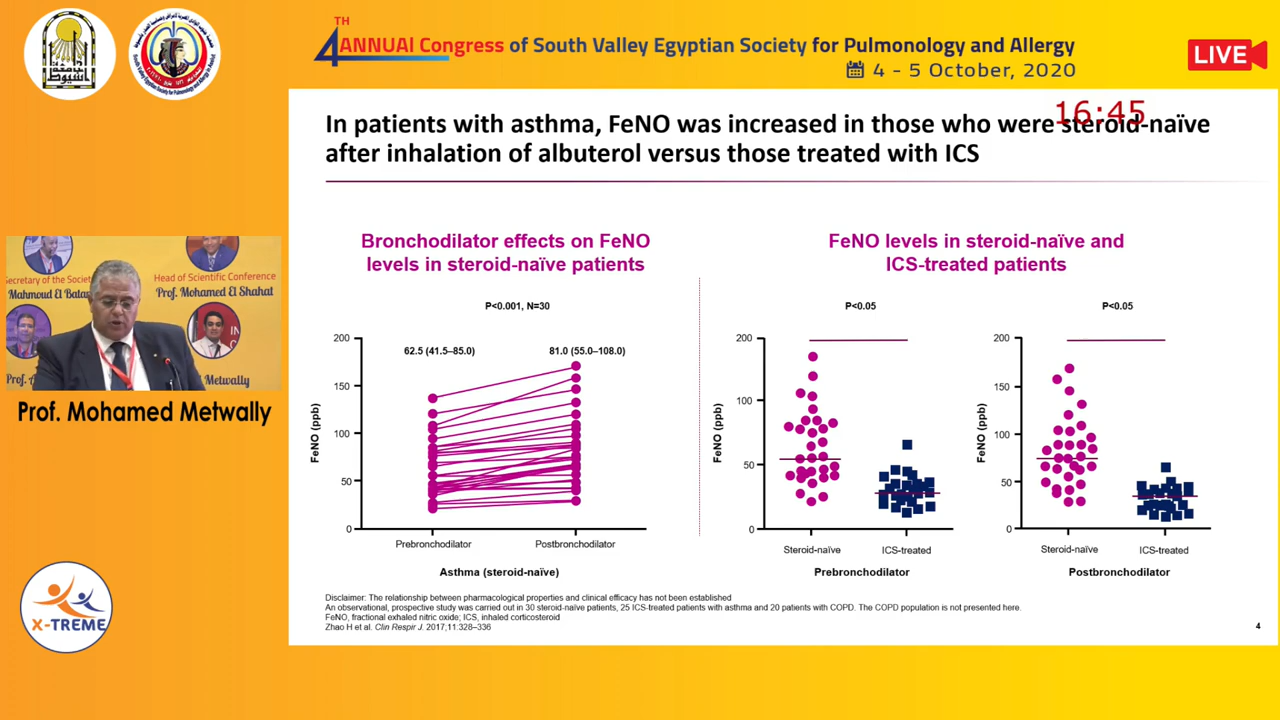 4TH ANNUAl Congress of South Valley Egyptian Society for Pulmonology and Allergy
4 - 5 October, 2020
LIVE
16:45
In patients with asthma, FeNO was increased in those who were steroid-naïve
after inhalation of albuterol versus those treated with ICS
Secretary of the Societ
Mahmoud El Batas
Head of Scientific Conference
Prof. Mohamed El Shahat
Prof.
Metwally
Prof. Mohamed Metwally
X-TREME
Bronchodilator effects on FeNO
levels in steroid-naïve patients
P<0.001, N=30
62.5 (41.5–85.0)
81.0 (55.0–108.0)
FeNO (ppb)
200
150
100
50
0
Prebronchodilator
Postbronchodilator
Asthma (steroid-naïve)
FeNO levels in steroid-naïve and
ICS-treated patients
P<0.05
FeNO (ppb)
200
100
50
0
Steroid-naïve
ICS-treated
Prebronchodilator
P<0.05
FeNO (ppb)
200
150
100
50
0
Steroid-naïve
ICS-treated
Postbronchodilator
Disclaimer: The relationship between pharmacological properties and clinical efficacy has not been established
An observational, prospective study was carried out in 30 steroid-naïve patients, 25 ICS-treated patients with asthma and 20 patients with COPD. The COPD population is not presented here.
FeNO, fractional exhaled nitric oxide; ICS, inhaled corticosteroid
Zhao H et al. Clin Respir J. 2017;11:328–336
4